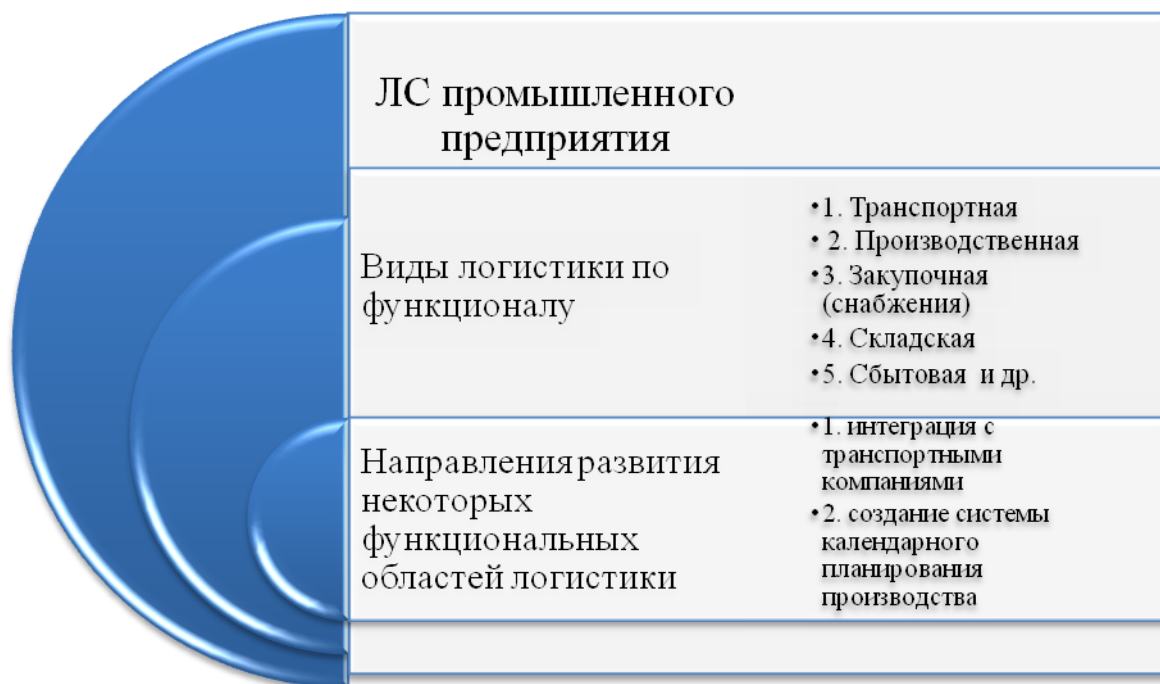 ЛС промышленного
предприятия
Виды логистики по
функционалу
•1. Транспортная
• 2. Производственная
•3. Закупочная
(снабжения)
•4. Складская
•5. Сбытовая и др.
Направления развития
некоторых
функциональных
областей логистики
•1. интеграция с
транспортными
компаниями
•2. создание системы
календарного
планирования
производства